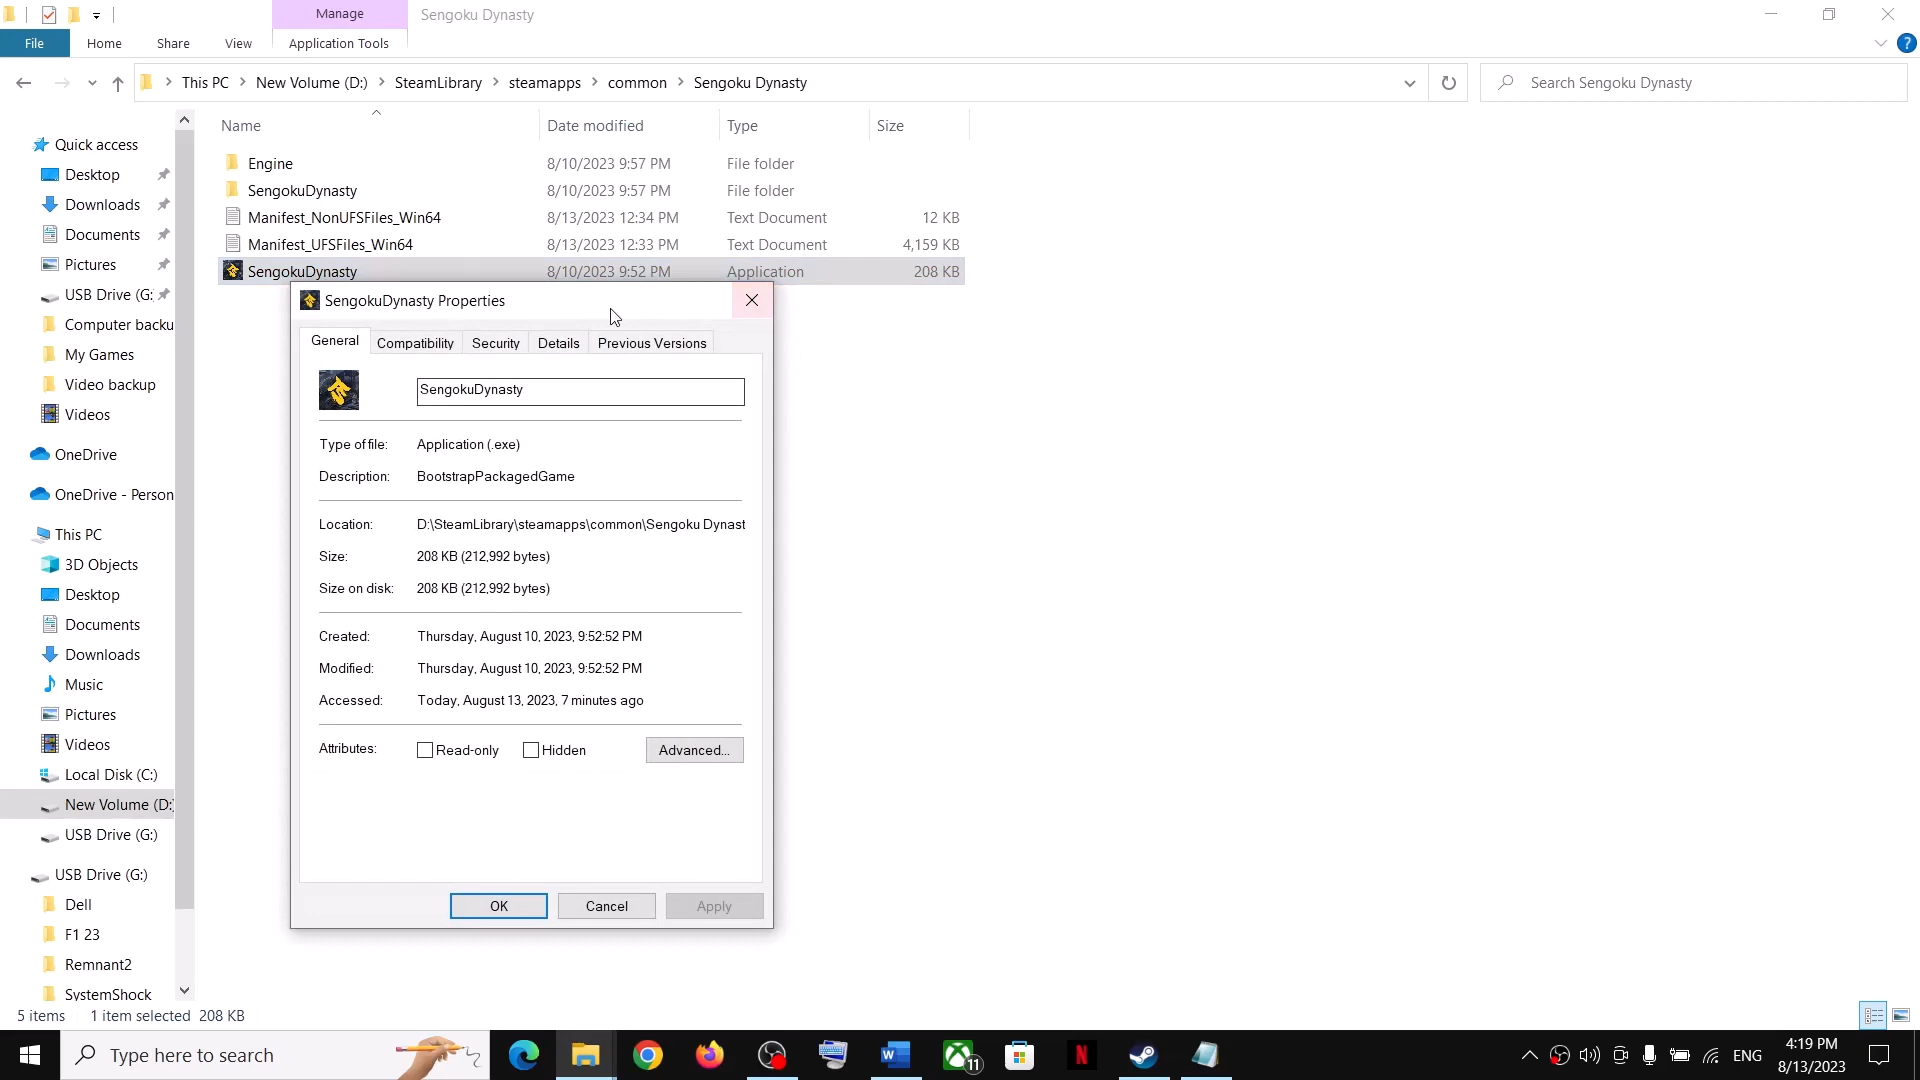 Manage
Sengoku Dynasty
File
Home
Share
View
Application Tools
This PC
New Volume (D:)
SteamLibrary
steamapps
common
Sengoku Dynasty
Search Sengoku Dynasty
Name
Date modified
Type
Size
Engine
8/10/2023 9:57 PM
File folder
SengokuDynasty
8/10/2023 9:57 PM
File folder
Manifest_NonUFSFiles_Win64
8/13/2023 12:34 PM
Text Document
12 KB
Manifest_UFSFiles_Win64
8/13/2023 12:33 PM
Text Document
4,159 KB
SengokuDynasty
8/10/2023 9:52 PM
Application
208 KB
Quick access
Desktop
Downloads
Documents
Pictures
USB Drive (G:
Computer backu
My Games
Video backup
Videos
OneDrive
OneDrive - Person
This PC
3D Objects
Desktop
Documents
Downloads
Music
Pictures
Videos
Local Disk (C:)
New Volume (D:)
USB Drive (G:)
USB Drive (G:)
Dell
F1 23
Remnant2
SystemShock
SengokuDynasty Properties
General
Compatibility
Security
Details
Previous Versions
SengokuDynasty
Type of file:
Application (.exe)
Description:
BootstrapPackagedGame
Location:
D:\SteamLibrary\steamapps\common\Sengoku Dynast
Size:
208 KB (212,992 bytes)
Size on disk:
208 KB (212,992 bytes)
Created:
Thursday, August 10, 2023, 9:52:52 PM
Modified:
Thursday, August 10, 2023, 9:52:52 PM
Accessed:
Today, August 13, 2023, 7 minutes ago
Attributes:
Read-only
Hidden
Advanced...
OK
Cancel
Apply
5 items
1 item selected 208 KB
Type here to search
W
11
N
ENG
4:19 PM
8/13/2023